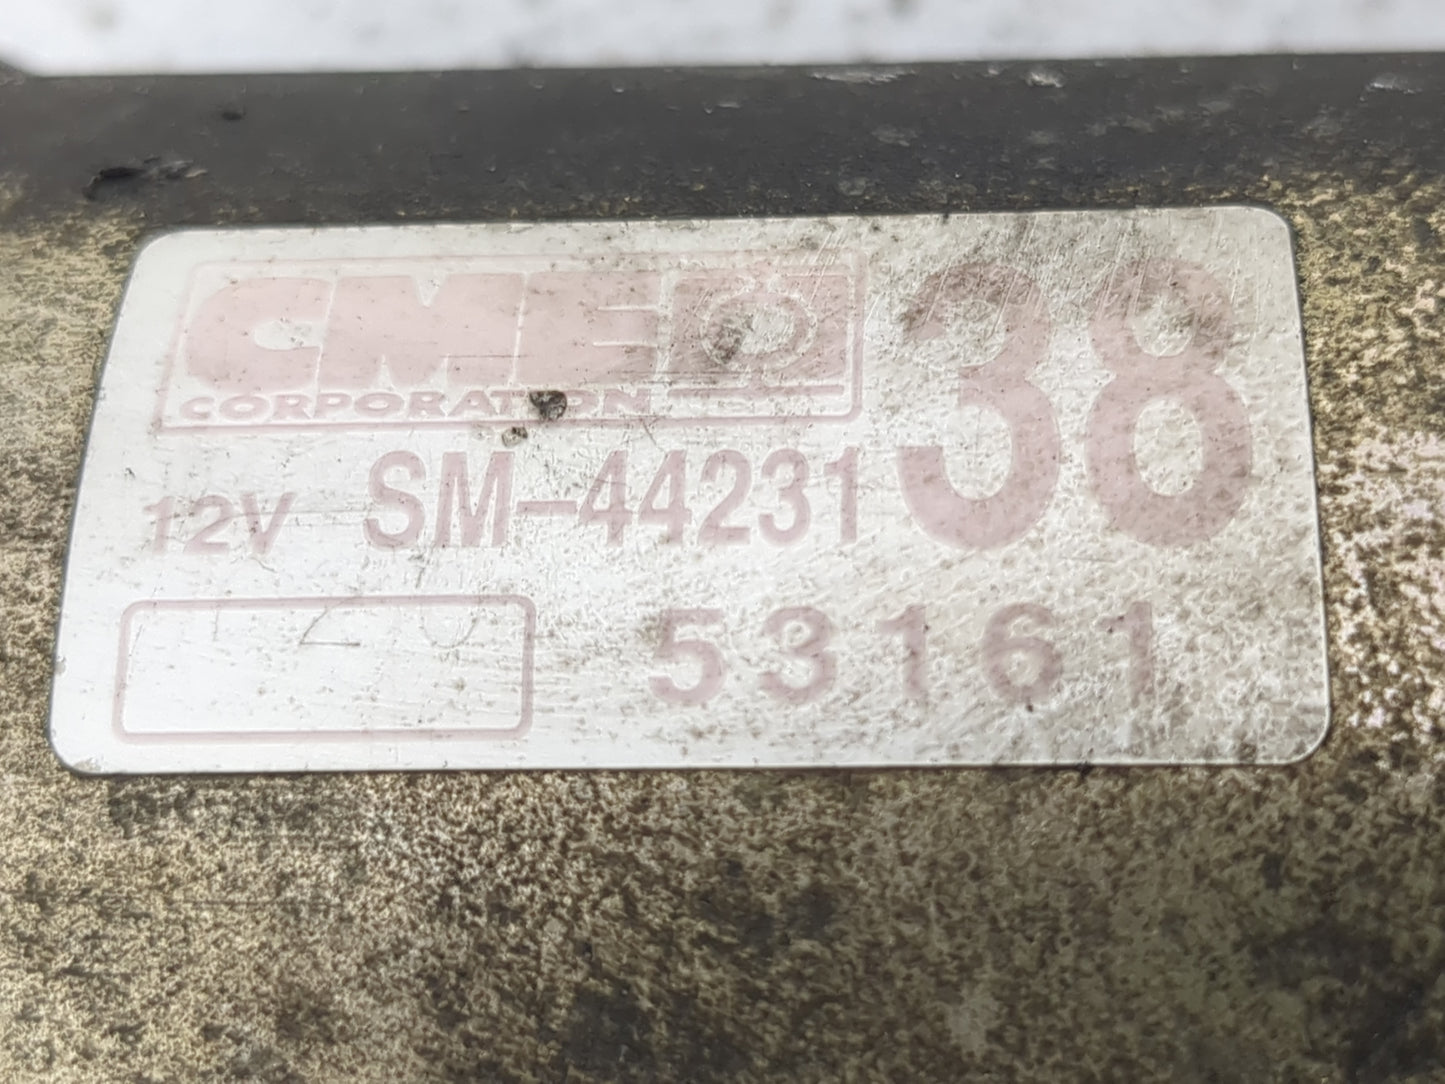 CME
CORPORATION
38
12V SM-44231
53161